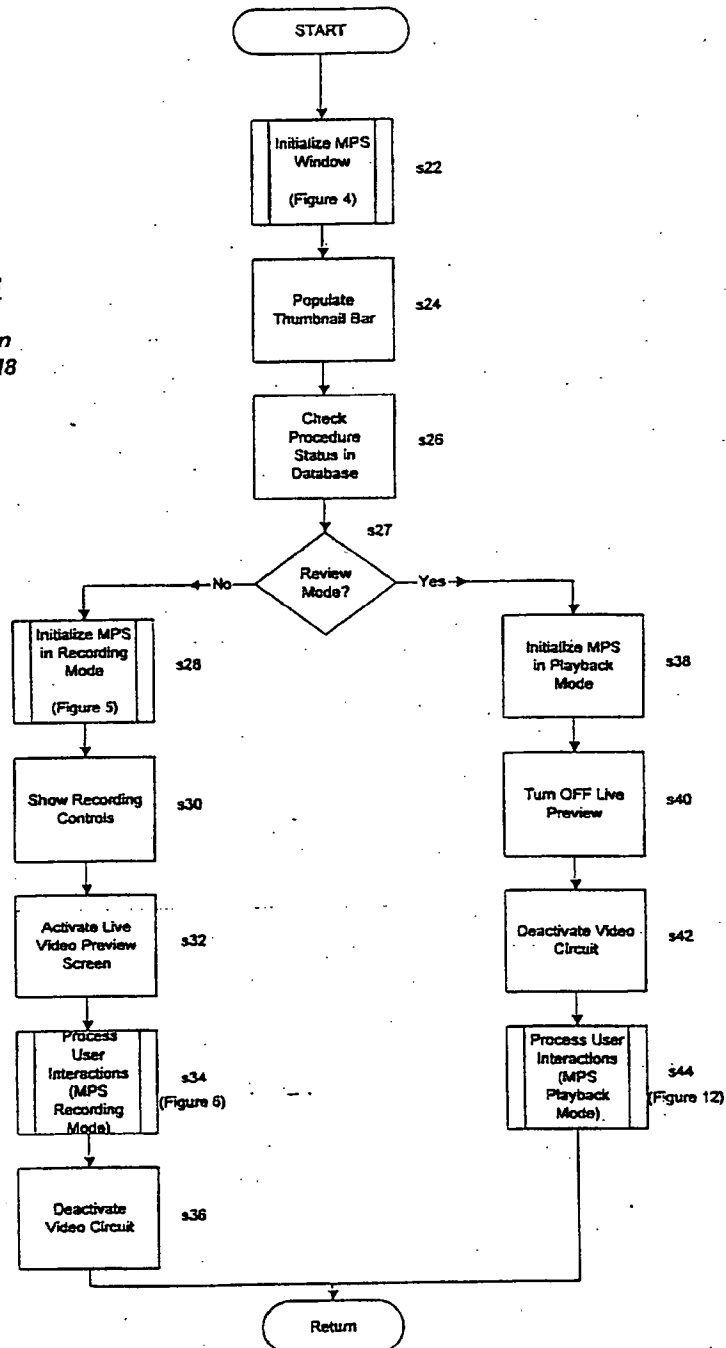 START
Initialize MPS
Window
(Figure 4)
s22
Populate
Thumbnail Bar
s24
n
18
Check
Procedure
Status in
Database
s26
s27
Review
Mode?
No
Yes
Initialize MPS
in Recording
Mode
(Figure 5)
s28
Initialize MPS
in Playback
Mode
s38
Show Recording
Controls
s30
Turn OFF Live
Preview
s40
Activate Live
Video Preview
Screen
s32
Deactivate Video
Circuit
s42
Process
User
Interactions
(MPS
Recording
Mode)
s34
(Figure 6)
Process User
Interactions
(MPS
Playback
Mode)
s44
(Figure 12)
Deactivate
Video Circuit
s36
Return